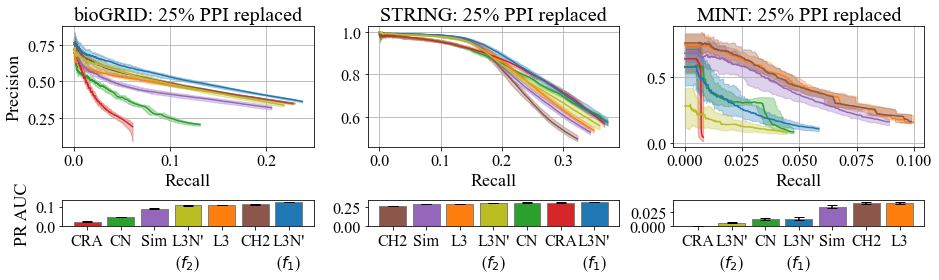 bioGRID: 25% PPI replaced
STRING: 25% PPI replaced
MINT: 25% PPI replaced
Precision
0.75
0.50
0.25
0.0
0.1
0.2
Recall
1.0
0.8
0.6
0.0
0.1
0.2
0.3
Recall
0.5
0.0
0.000
0.025
0.050
0.075
0.100
Recall
PR AUC
0.1
0.0
CRA CN Sim L3N' L3 CH2 L3N'
(f2) (f1)
0.25
0.00
CH2 Sim L3 L3N' CN CRA L3N'
(f2) (f1)
0.025
0.000
CRA L3N' CN L3N' Sim CH2 L3
(f2) (f1)